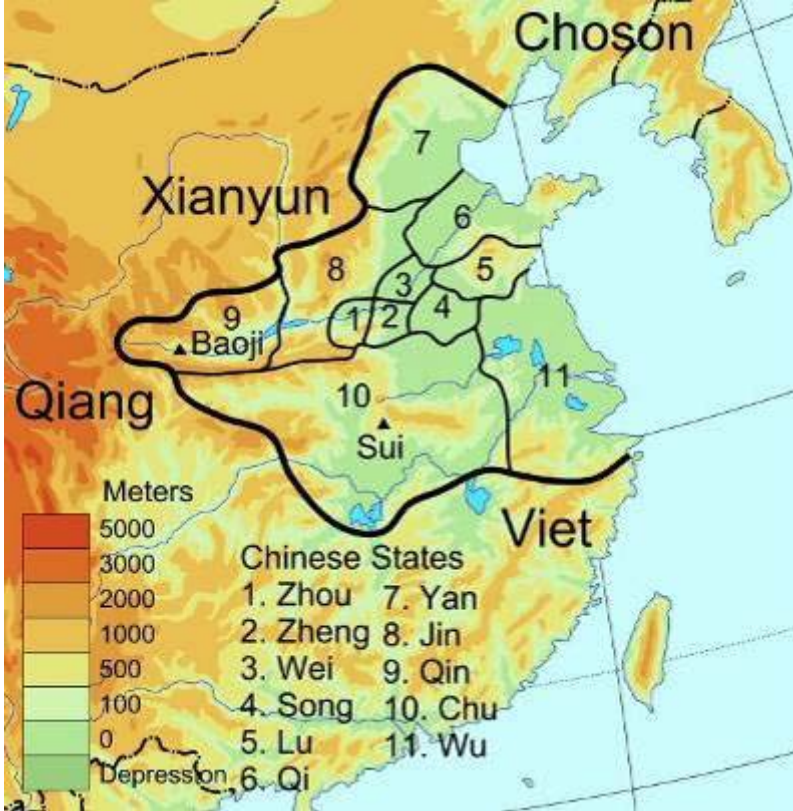 Choson
7
Xianyun
6
8
5
3
9
4
1
2
Baoji
11
Qiang
10
Sui
Meters
5000
3000
2000
1000
500
100
0
Depression
Viet
Chinese States
1. Zhou
2. Zheng
3. Wei
4. Song
5. Lu
6. Qi
7. Yan
8. Jin
9. Qin
10. Chu
11. Wu